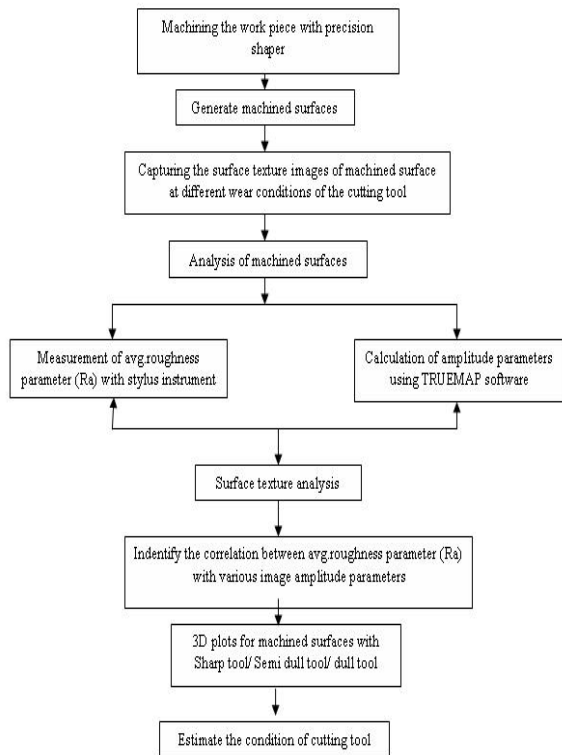 Machining the work piece with precision
shaper
Generate machined surfaces
Capturing the surface texture images of machined surface
at different wear conditions of the cutting tool
Analysis of machined surfaces
Measurement of avg.roughness
parameter (Ra) with stylus instrument
Calculation of amplitude parameters
using TRUEMAP software
Surface texture analysis
Indentify the correlation between avg.roughness parameter (Ra)
with various image amplitude parameters
3D plots for machined surfaces with
Sharp tool/ Semi dull tool/ dull tool
Estimate the condition of cutting tool